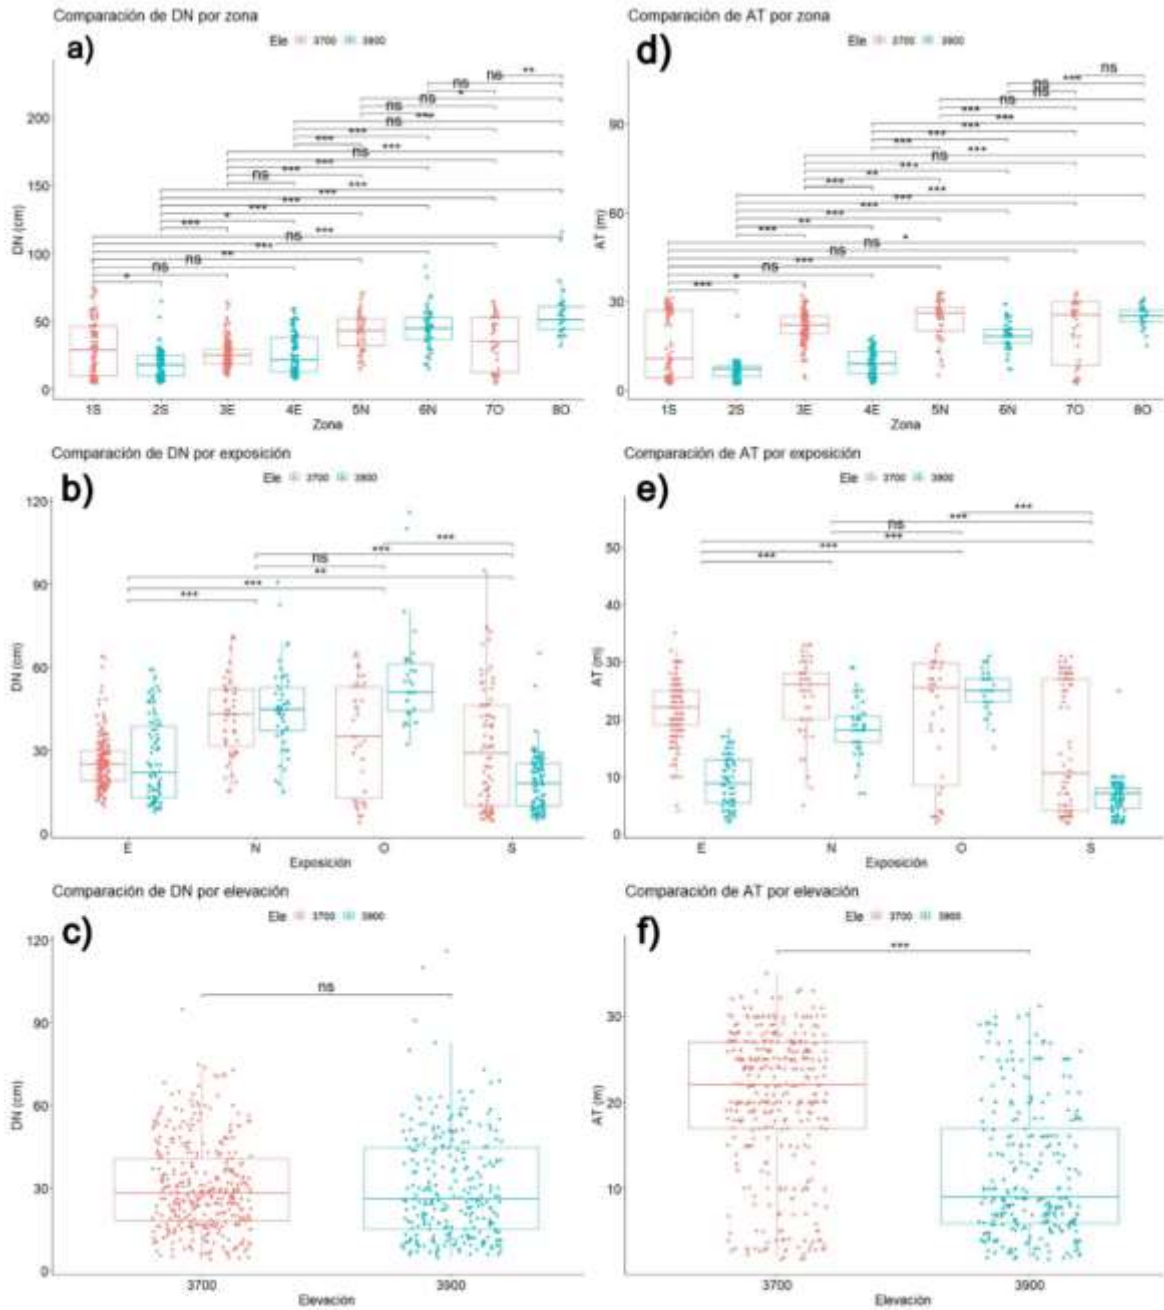 Comparación de DN por zona
a)
Ele 3700 3900
ns **
ns
*
ns
ns
***
ns
***
***
***
***
ns
***
***
ns
***
***
***
*
***
***
ns
***
**
ns
ns
*
DN (cm)
200
150
100
50
0
1S 2S 3E 4E 5N 6N 7O 8O
Zona
Comparación de AT por zona
d)
Ele 3700 3900
ns
***
ns
ns
ns
***
***
***
***
***
***
***
ns
***
**
***
***
***
***
**
***
*
ns
ns
***
ns
*
***
AT (m)
90
60
30
0
1S 2S 3E 4E 5N 6N 7O 8O
Zona
Comparación de DN por exposición
b)
Ele 3700 3900
***
***
ns
**
***
***
DN (cm)
120
90
60
30
0
E N O S
Exposición
Comparación de AT por exposición
e)
Ele 3700 3900
***
***
ns
***
***
***
AT (m)
50
40
30
20
10
0
E N O S
Exposición
Comparación de DN por elevación
c)
Ele 3700 3900
ns
DN (cm)
120
90
60
30
0
3700 3900
Elevación
Comparación de AT por elevación
f)
Ele 3700 3900
***
AT (m)
30
20
10
3700 3900
Elevación